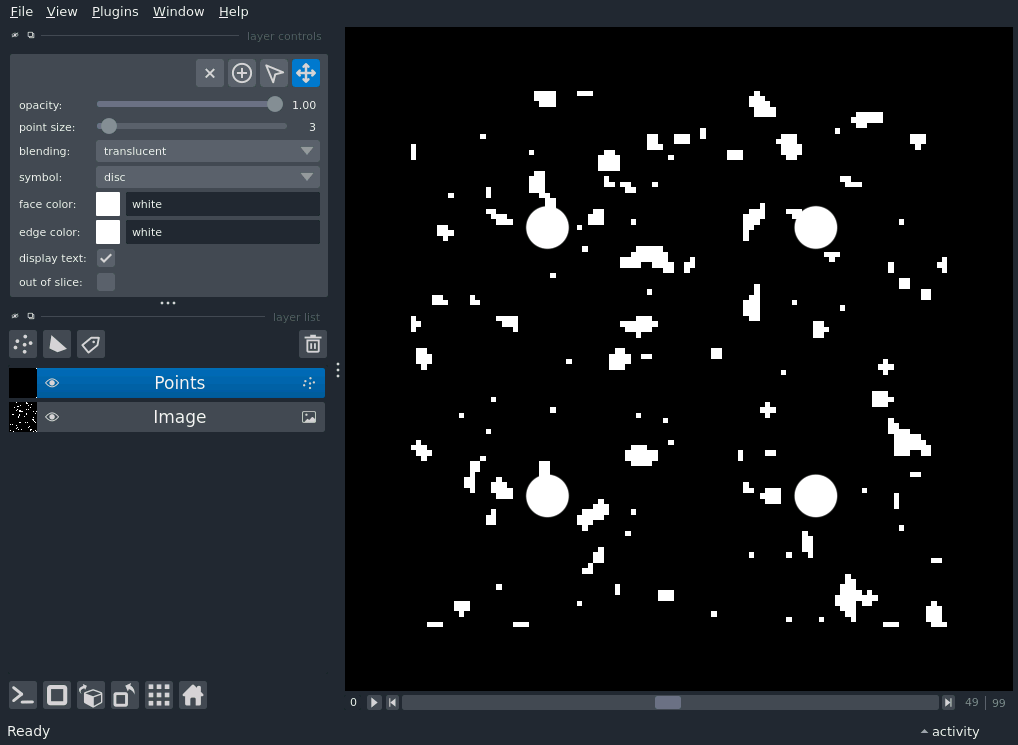 File View Plugins Window Help
layer controls
opacity: 1.00
point size: 3
blending: translucent
symbol: disc
face color: white
edge color: white
display text:
out of slice:
layer list
Points
Image
0 49 99
Ready activity